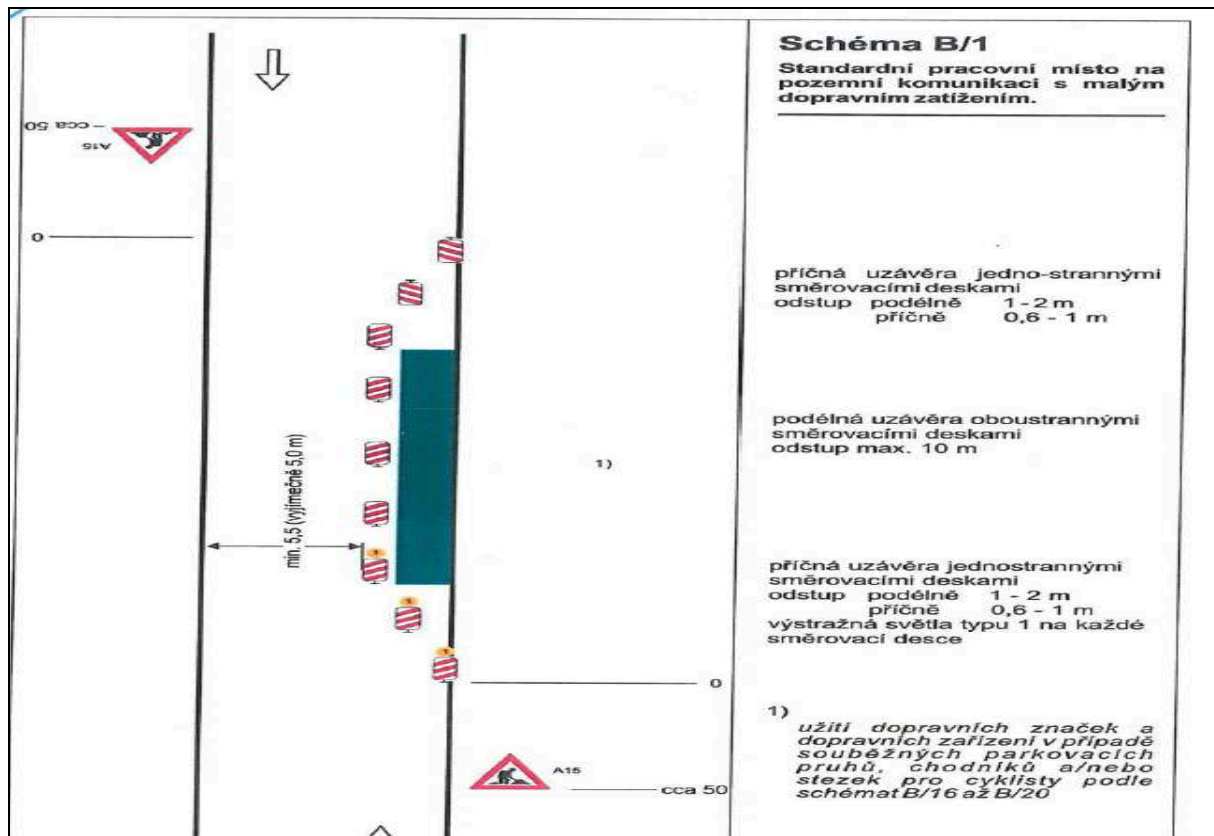 Schéma B/1
Standardní pracovní místo na
pozemní komunikaci s malým
dopravním zatížením.
cca 50
A15
0
příčná uzávěra jedno-strannými
směrovacími deskami
odstup podélně 1 - 2 m
příčně 0,6 - 1 m
podélná uzávěra oboustrannými
směrovacími deskami
odstup max. 10 m
1)
min. 5,5 (vyjímečně 5,0 m)
1
příčná uzávěra jednostrannými
směrovacími deskami
odstup podélně 1 - 2 m
příčně 0,6 - 1 m
výstražná světla typu 1 na každé
směrovací desce
1
1
0
1)
užití dopravních značek a
dopravních zařízení v případě
souběžných parkovacích
pruhů, chodníků a/nebo
stezek pro cyklisty podle
schémat B/16 až B/20
A15
cca 50